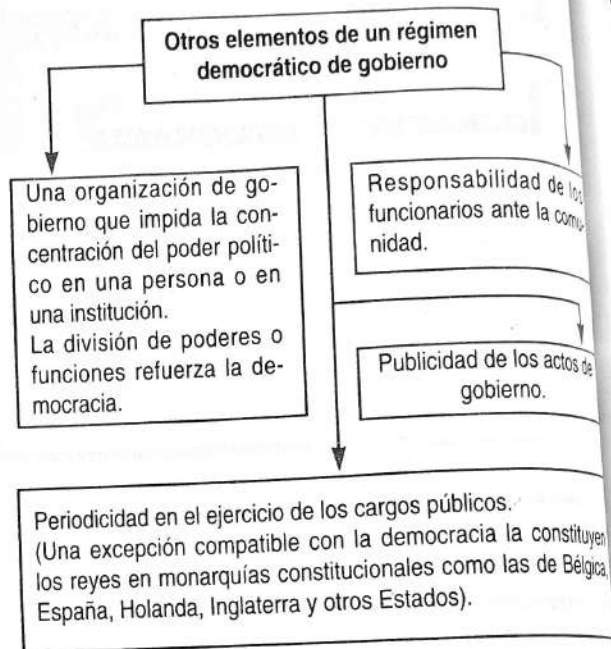 Otros elementos de un régimen
democrático de gobierno
Una organización de go-
bierno que impida la con-
centración del poder políti-
co en una persona o en
una institución.
La división de poderes o
funciones refuerza la de-
mocracia.
Responsabilidad de los
funcionarios ante la comu-
nidad.
Publicidad de los actos de
gobierno.
Periodicidad en el ejercicio de los cargos públicos.
(Una excepción compatible con la democracia la constituyen
los reyes en monarquías constitucionales como las de Bélgica,
España, Holanda, Inglaterra y otros Estados).